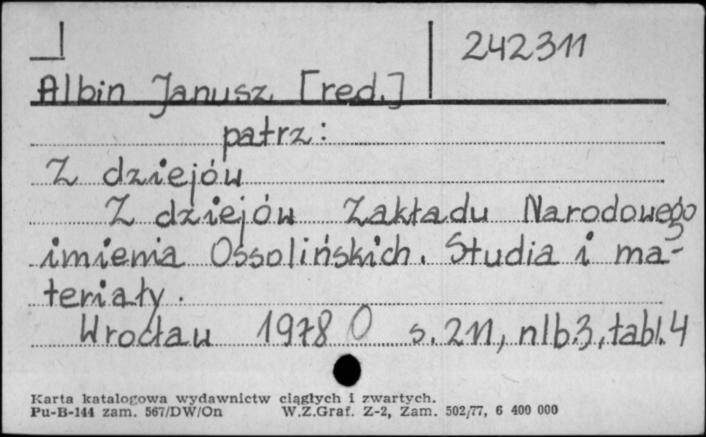 242311
Albin Janusz [red.]
patrz:
Z dziejów
Z dziejów Zakładu Narodowego
imienia Ossolińskich. Studia i ma-
teriały.
Wrocław 1978 O s. 211, nlb.3, tabl.4
Karta katalogowa wydawnictw ciągłych i zwartych.
Pu-B-144 zam. 567/DW/On W.Z.Graf. Z-2, Zam. 502/77, 6 400 000